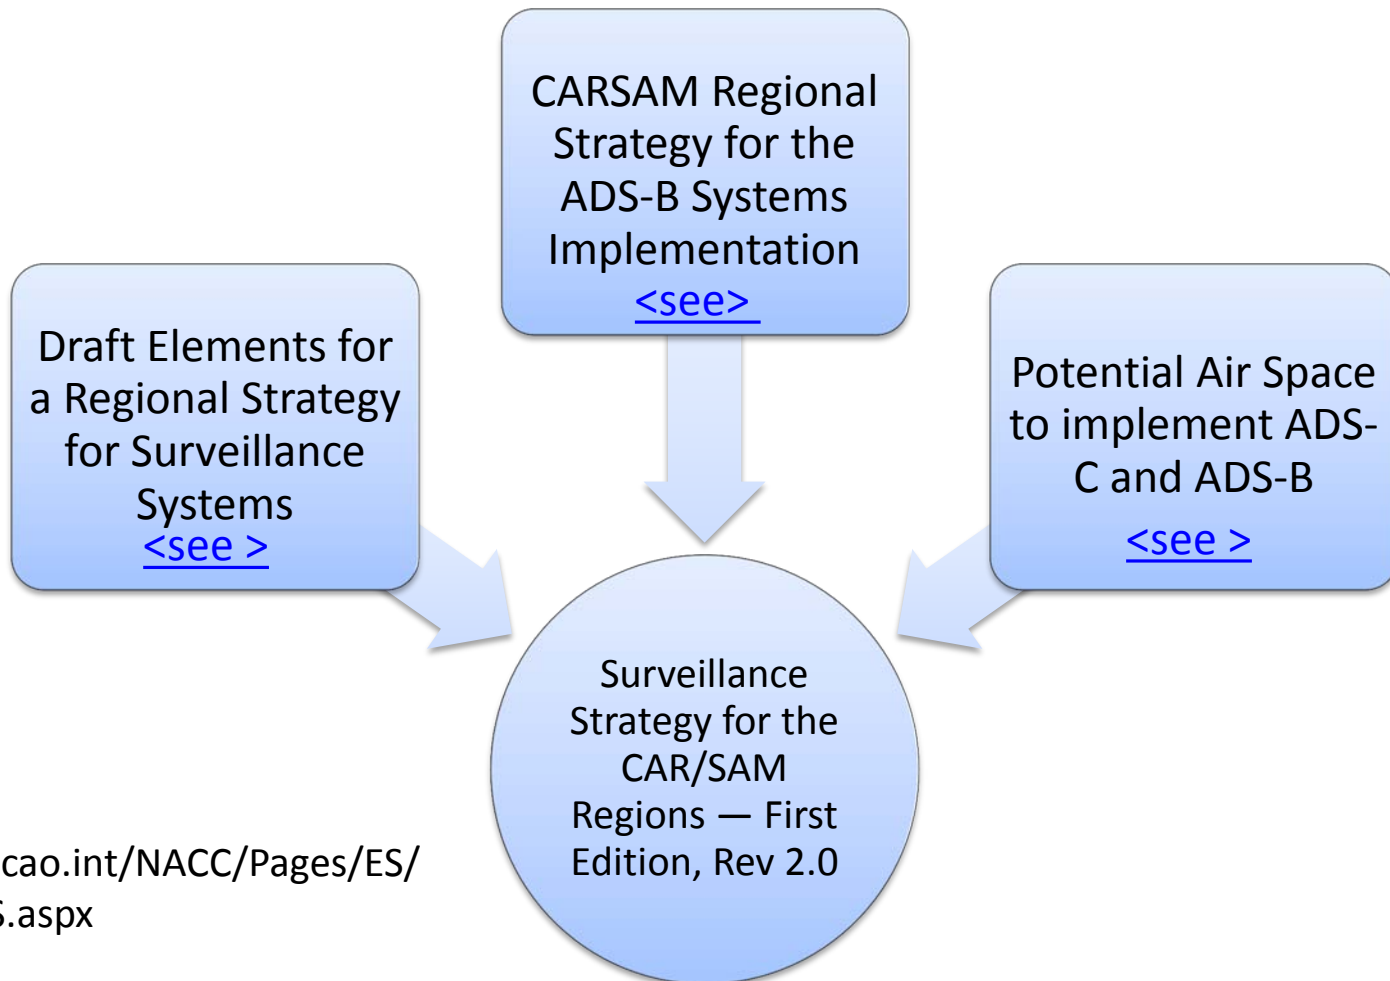 CARSAM Regional
Strategy for the
ADS-B Systems
Implementation
<see>
Draft Elements for
a Regional Strategy
for Surveillance
Systems
<see >
Potential Air Space
to implement ADS-
C and ADS-B
<see >
Surveillance
Strategy for the
CAR/SAM
Regions — First
Edition, Rev 2.0
cao.int/NACC/Pages/ES/
S.aspx